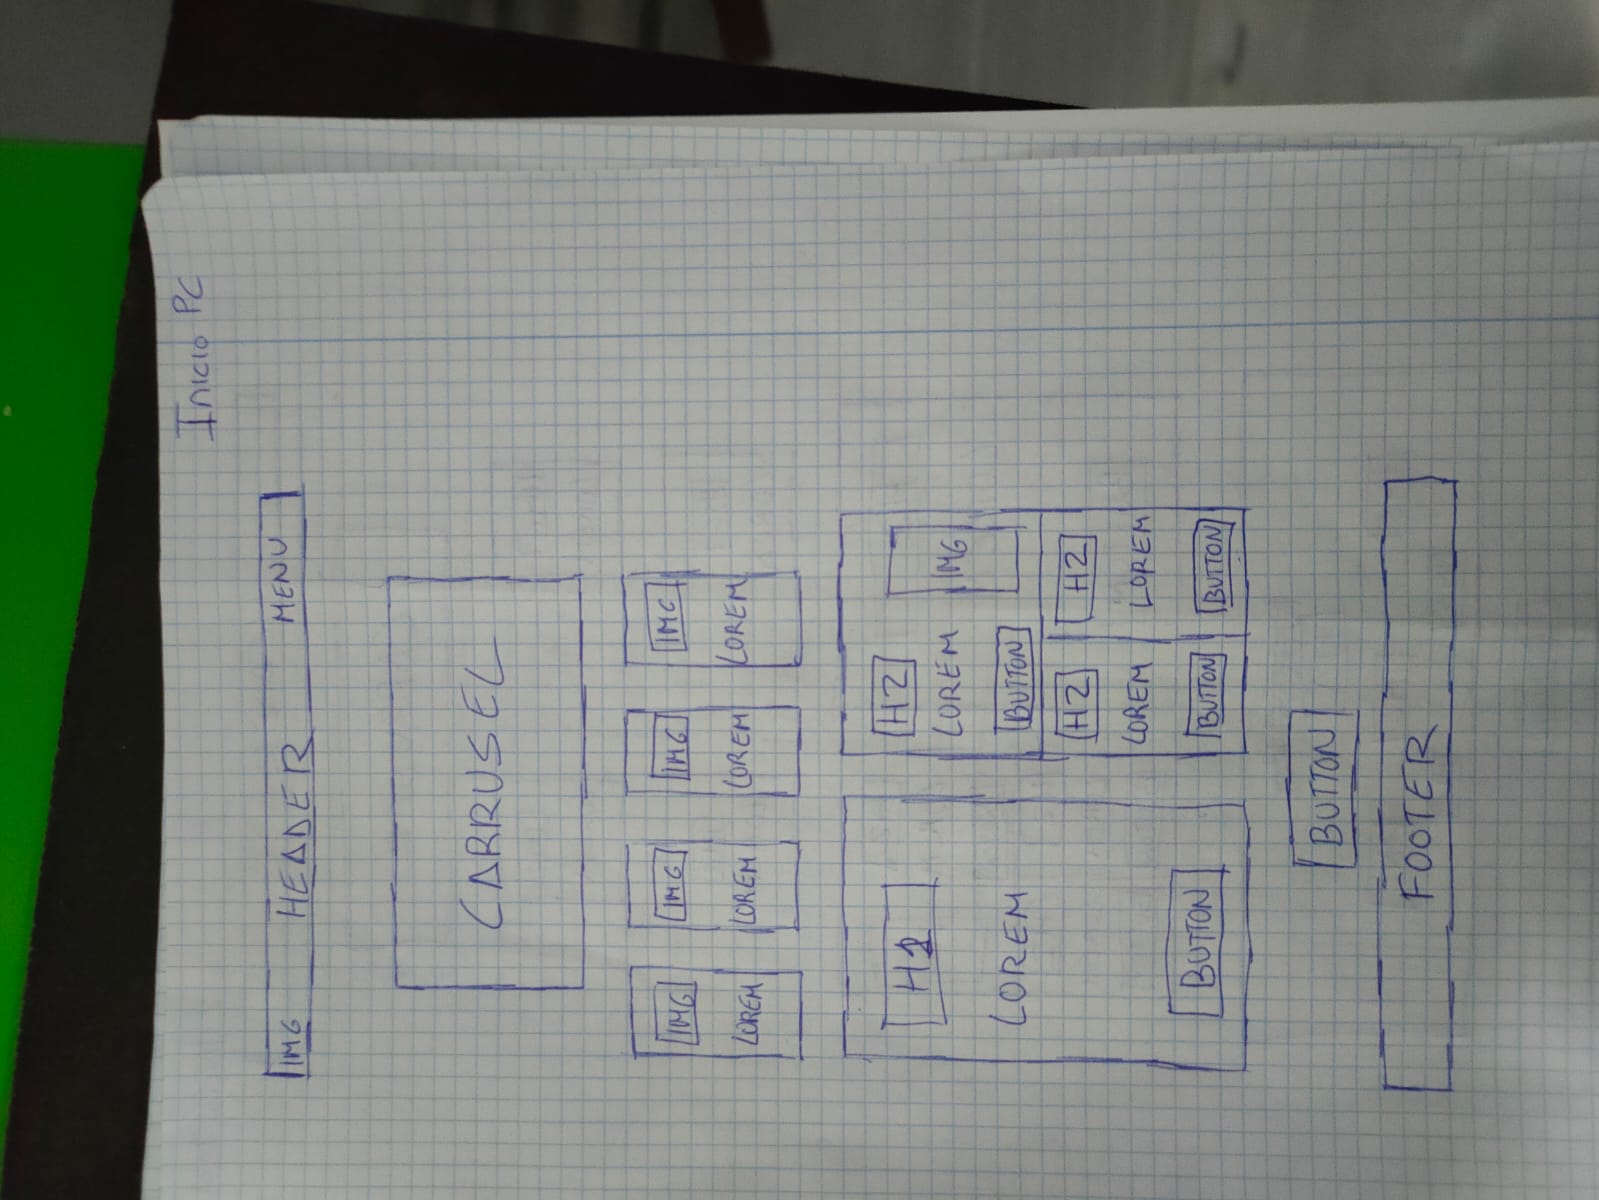 Inicio PC
IMG HEADER MENU
CARRUSEL
IMG IMG IMG IMG
LOREM LOREM LOREM LOREM
H1
LOREM
BUTTON
H2
LOREM
BUTTON
IMG
H2 H2
LOREM LOREM
BUTTON BUTTON
BUTTON
FOOTER